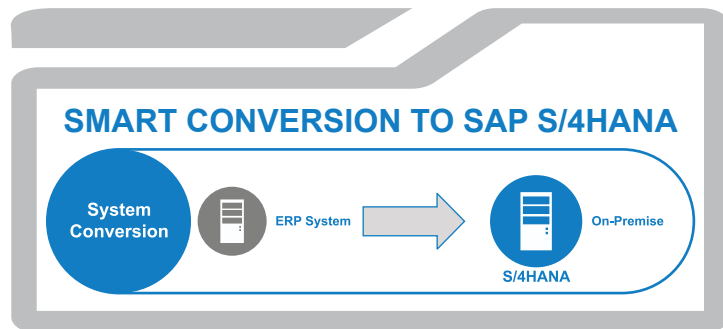 SMART CONVERSION TO SAP S/4HANA
System
Conversion
ERP System
On-Premise
S/4HANA